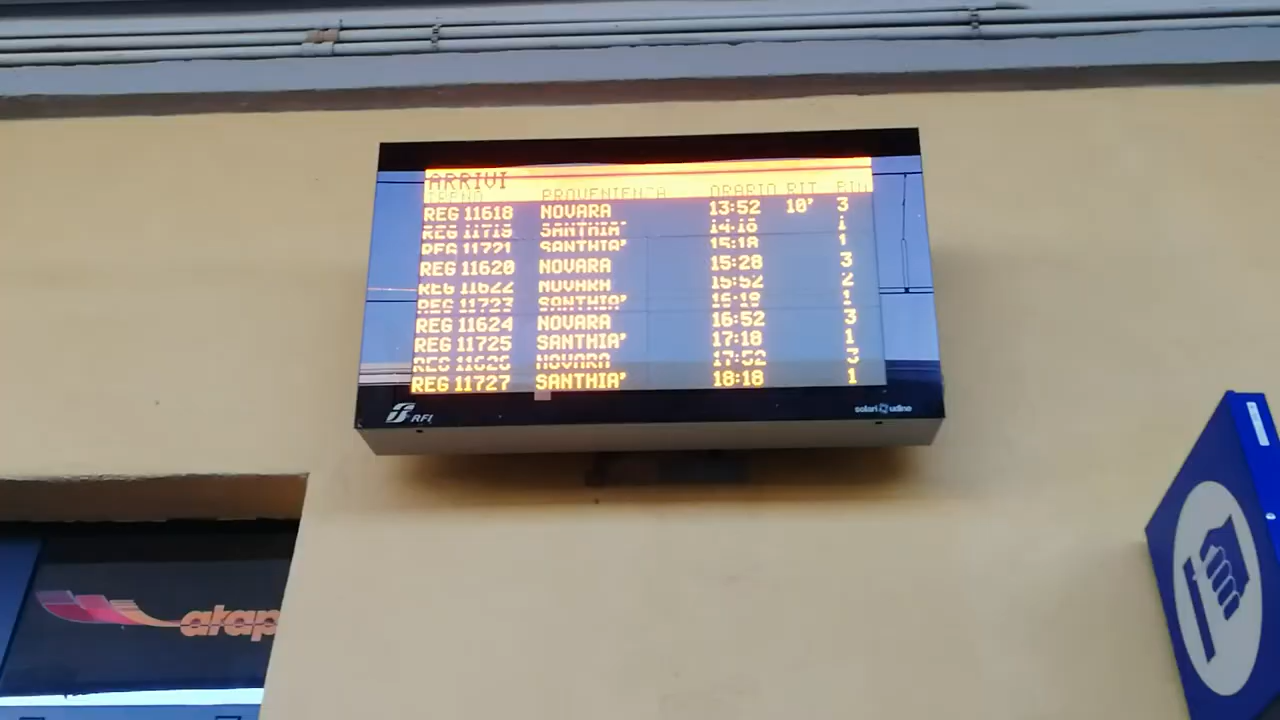 ARRIVI
TRENO PROVENIENZA ORARIO RIT BIN
REG 11618 NOVARA 13:52 10' 3
REG 11719 SANTHIA' 14:18 1
REG 11721 SANTHIA' 15:18 1
REG 11620 NOVARA 15:28 3
REG 11622 NOVARA 15:52 2
REG 11723 SANTHIA' 16:18 1
REG 11624 NOVARA 16:52 3
REG 11725 SANTHIA' 17:18 1
REG 11626 NOVARA 17:52 3
REG 11727 SANTHIA' 18:18 1
RFI
solari udine
atap